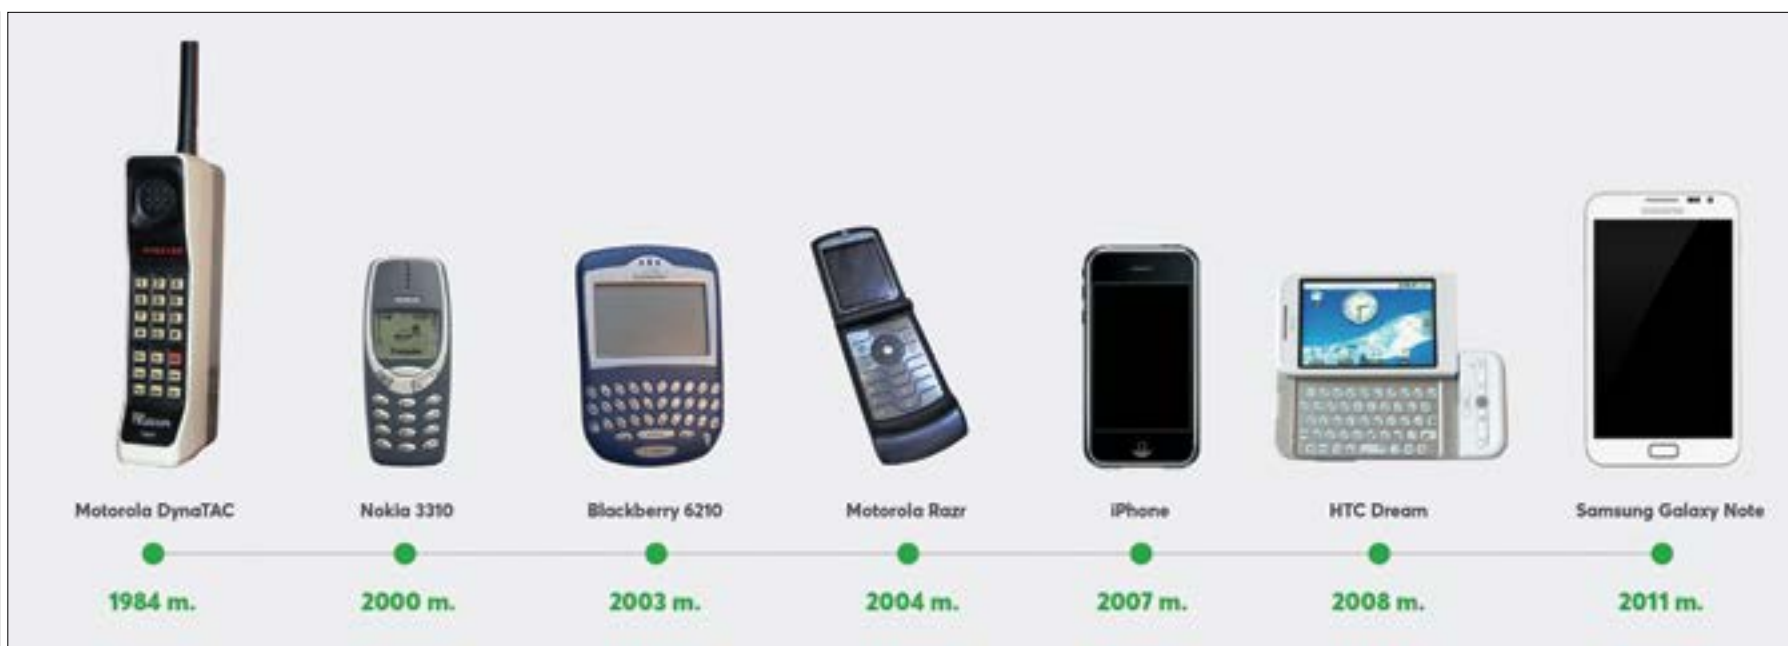 Motorola DynaTAC
Nokia 3310
Blackberry 6210
Motorola Razr
iPhone
HTC Dream
Samsung Galaxy Note
1984 m.
2000 m.
2003 m.
2004 m.
2007 m.
2008 m.
2011 m.